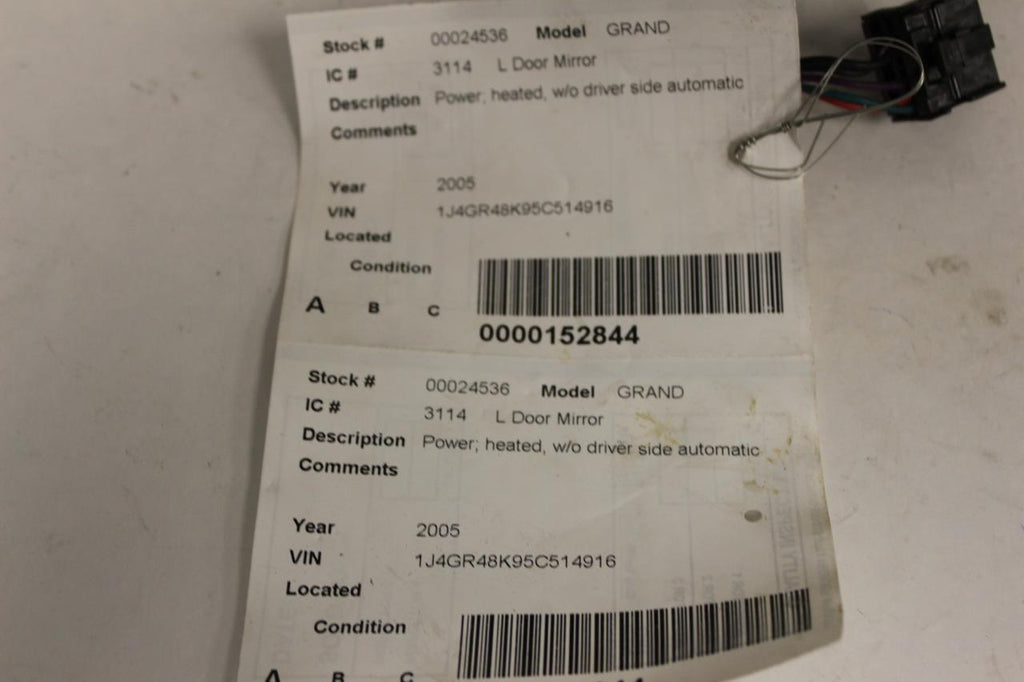 Stock # 00024536 Model GRAND
IC # 3114 L Door Mirror
Description Power, heated, w/o driver side automatic
Comments
Year 2005
VIN 1J4GR48K95C514916
Located
Condition
A B C
0000152844
Stock # 00024536 Model GRAND
IC # 3114 L Door Mirror
Description Power; heated, w/o driver side automatic
Comments
Year 2005
VIN 1J4GR48K95C514916
Located
Condition
A B C